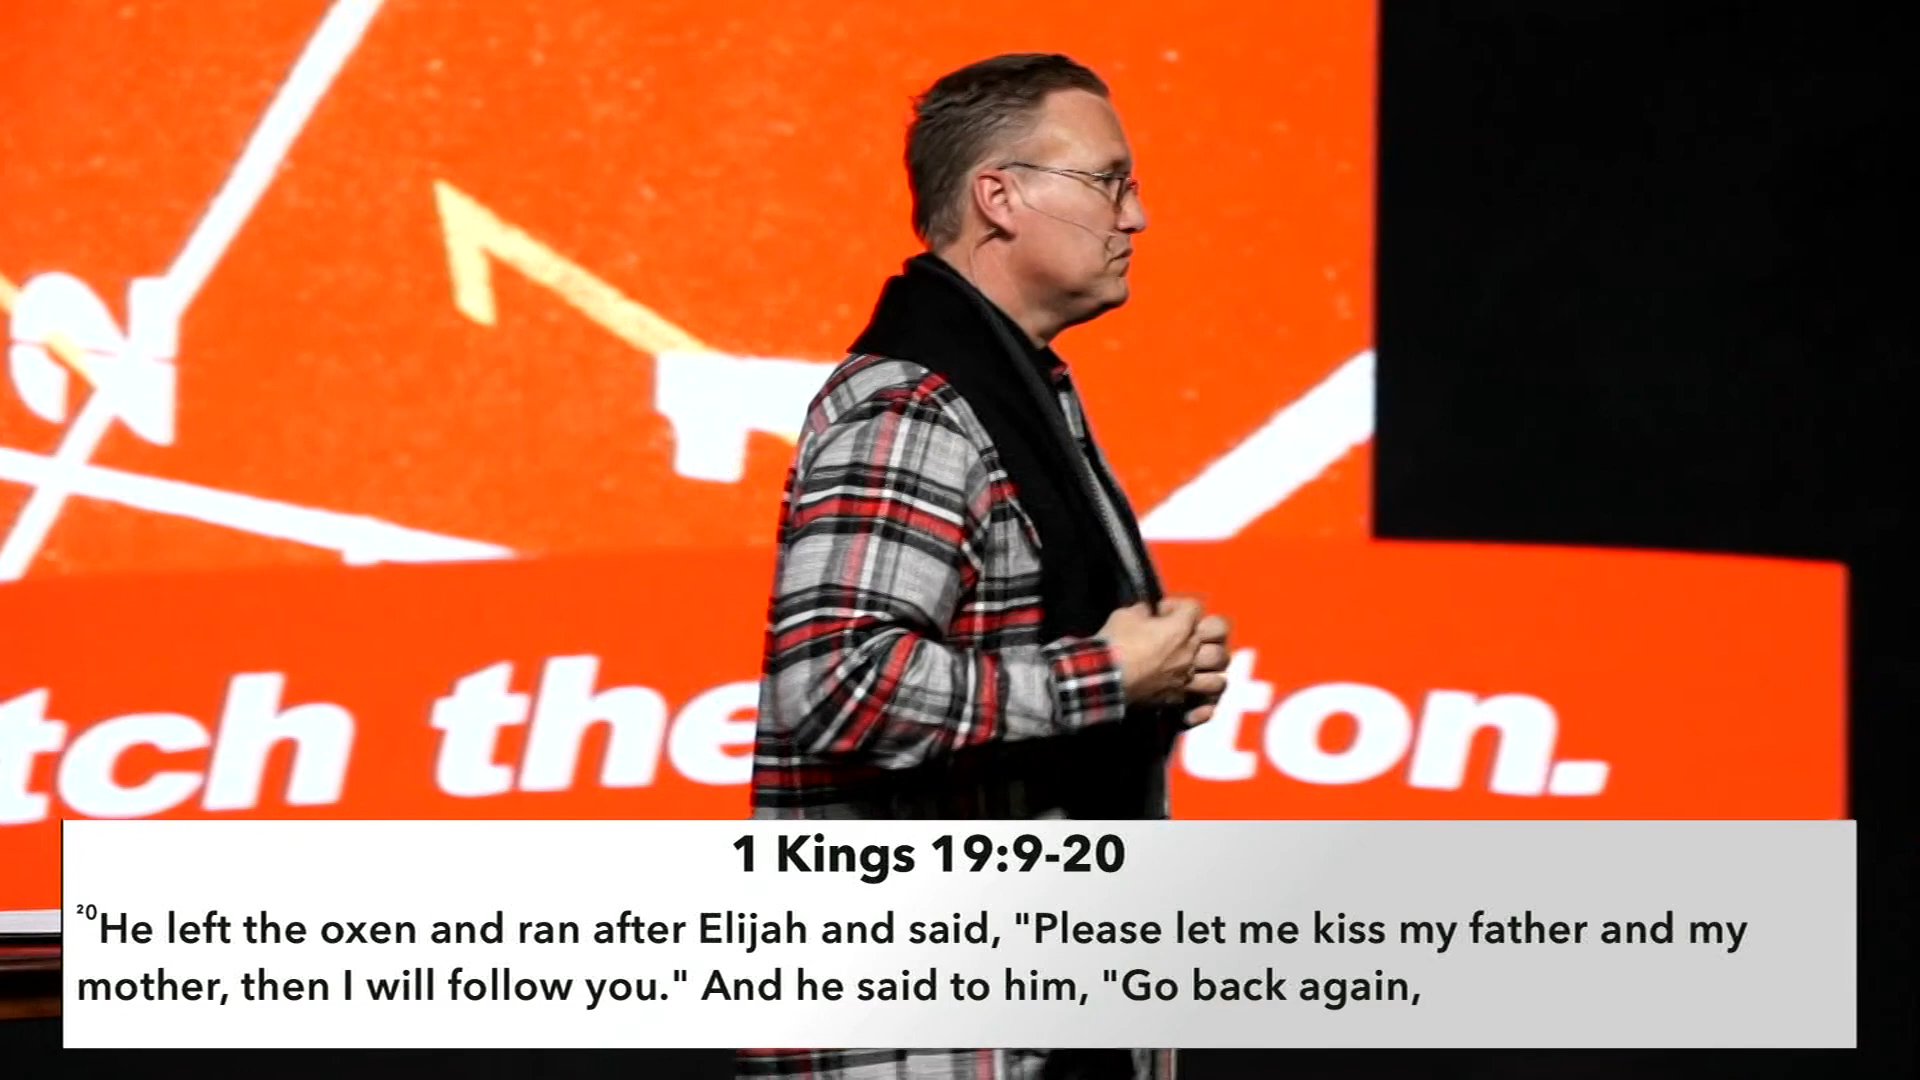 tch the ton.
1 Kings 19:9-20
20He left the oxen and ran after Elijah and said, "Please let me kiss my father and my
mother, then I will follow you." And he said to him, "Go back again,